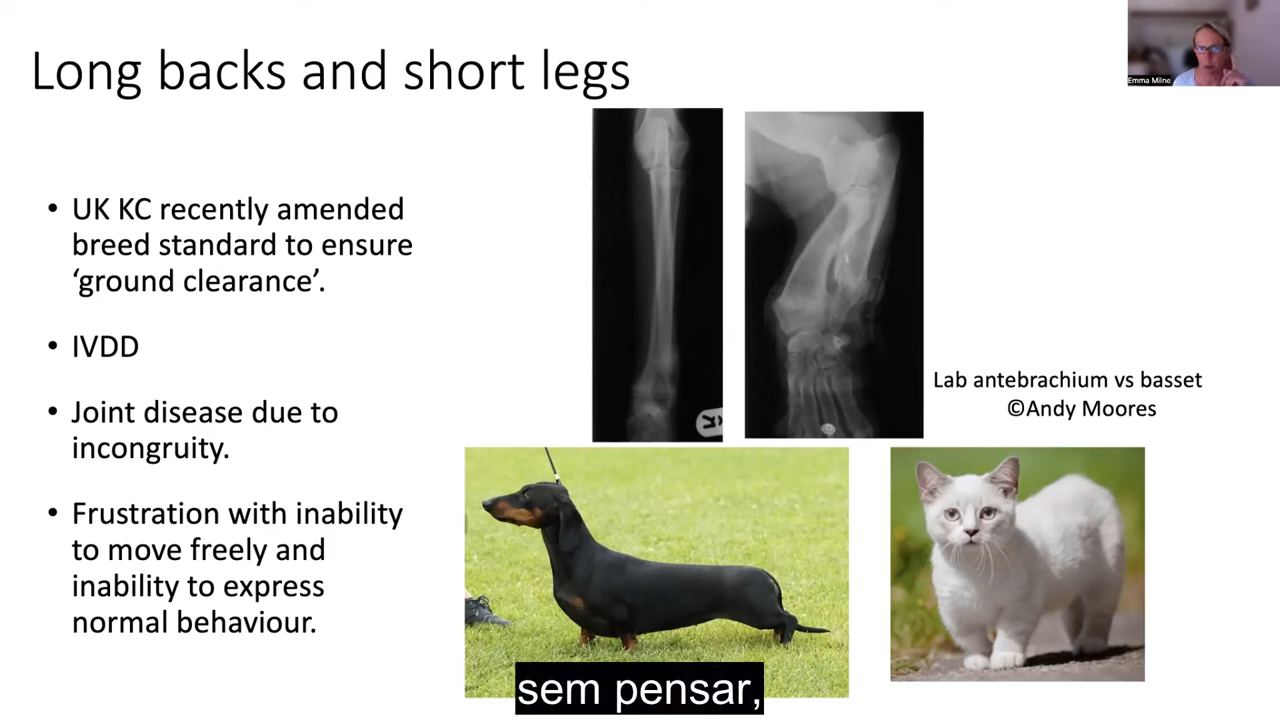 Long backs and short legs
Emma Milne
• UK KC recently amended
breed standard to ensure
‘ground clearance’.
• IVDD
• Joint disease due to
incongruity.
• Frustration with inability
to move freely and
inability to express
normal behaviour.
R
Lab antebrachium vs basset
©Andy Moores
sem pensar,